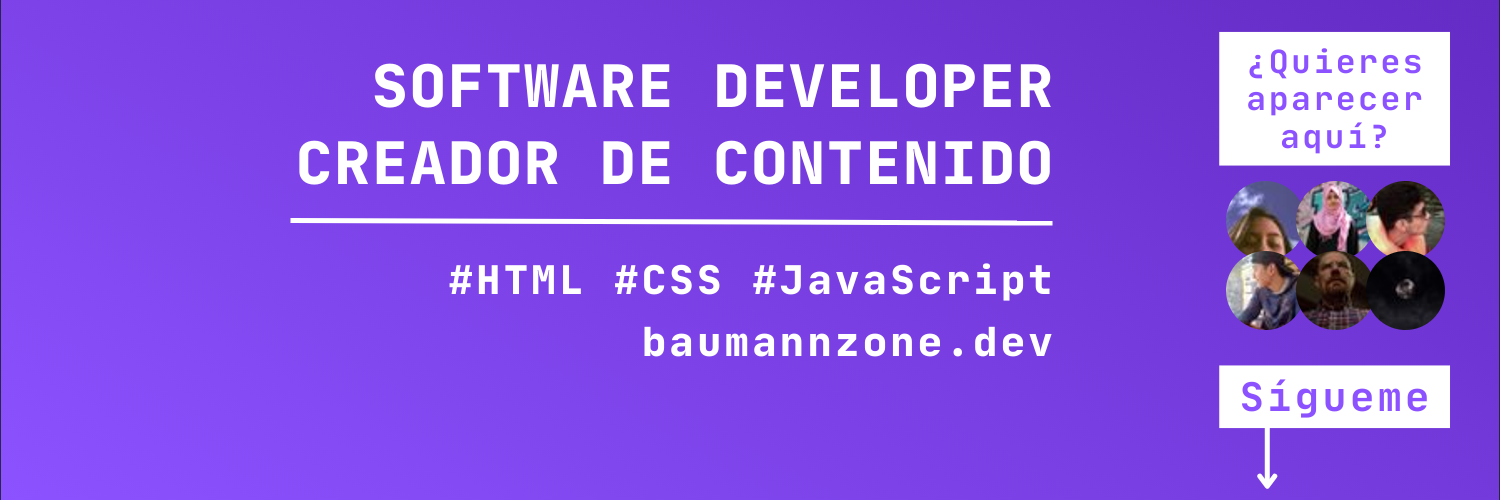 SOFTWARE DEVELOPER
CREADOR DE CONTENIDO
#HTML #CSS #JavaScript
baumannzone.dev
¿Quieres
aparecer
aquí?
Sígueme